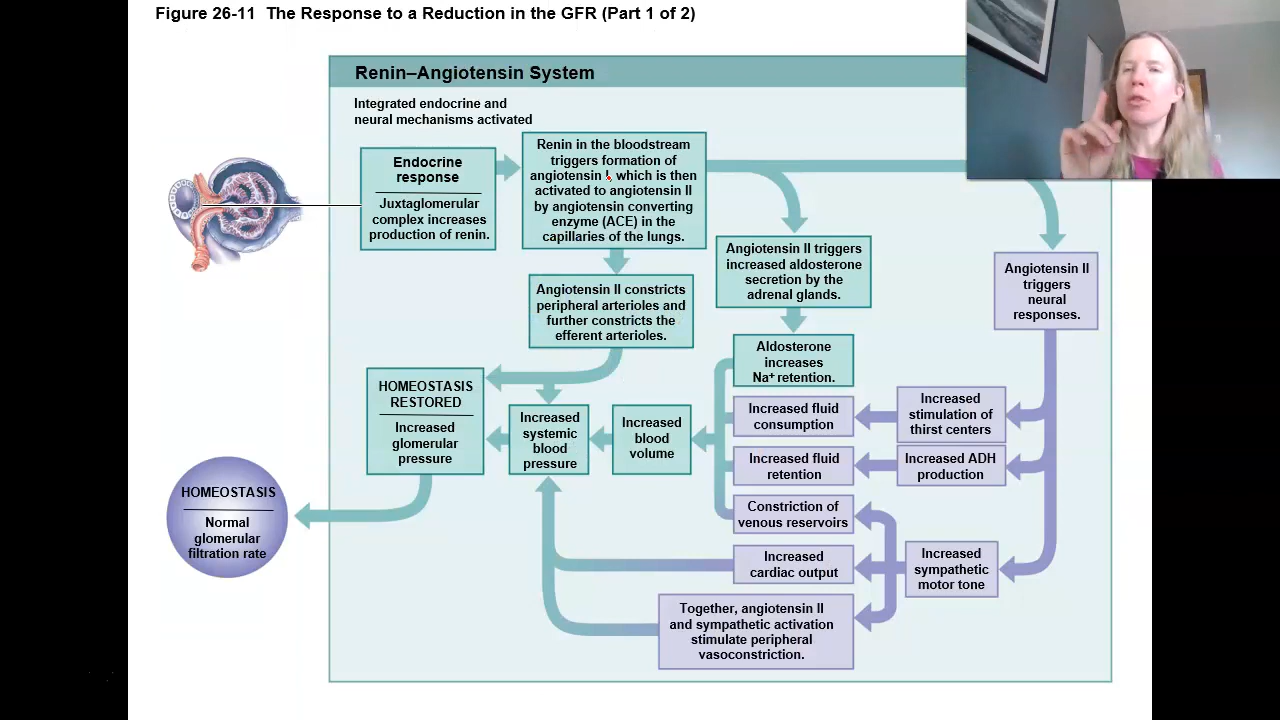 Figure 26-11 The Response to a Reduction in the GFR (Part 1 of 2)
Renin–Angiotensin System
Integrated endocrine and
neural mechanisms activated
Endocrine
response
Juxtaglomerular
complex increases
production of renin.
Renin in the bloodstream
triggers formation of
angiotensin I, which is then
activated to angiotensin II
by angiotensin converting
enzyme (ACE) in the
capillaries of the lungs.
Angiotensin II constricts
peripheral arterioles and
further constricts the
efferent arterioles.
Angiotensin II triggers
increased aldosterone
secretion by the
adrenal glands.
Angiotensin II
triggers
neural
responses.
Aldosterone
increases
Na⁺ retention.
HOMEOSTASIS
RESTORED
Increased
glomerular
pressure
Increased
systemic
blood
pressure
Increased
blood
volume
Increased fluid
consumption
Increased
stimulation of
thirst centers
Increased fluid
retention
Increased ADH
production
Constriction of
venous reservoirs
Increased
cardiac output
Increased
sympathetic
motor tone
Together, angiotensin II
and sympathetic activation
stimulate peripheral
vasoconstriction.
HOMEOSTASIS
Normal
glomerular
filtration rate